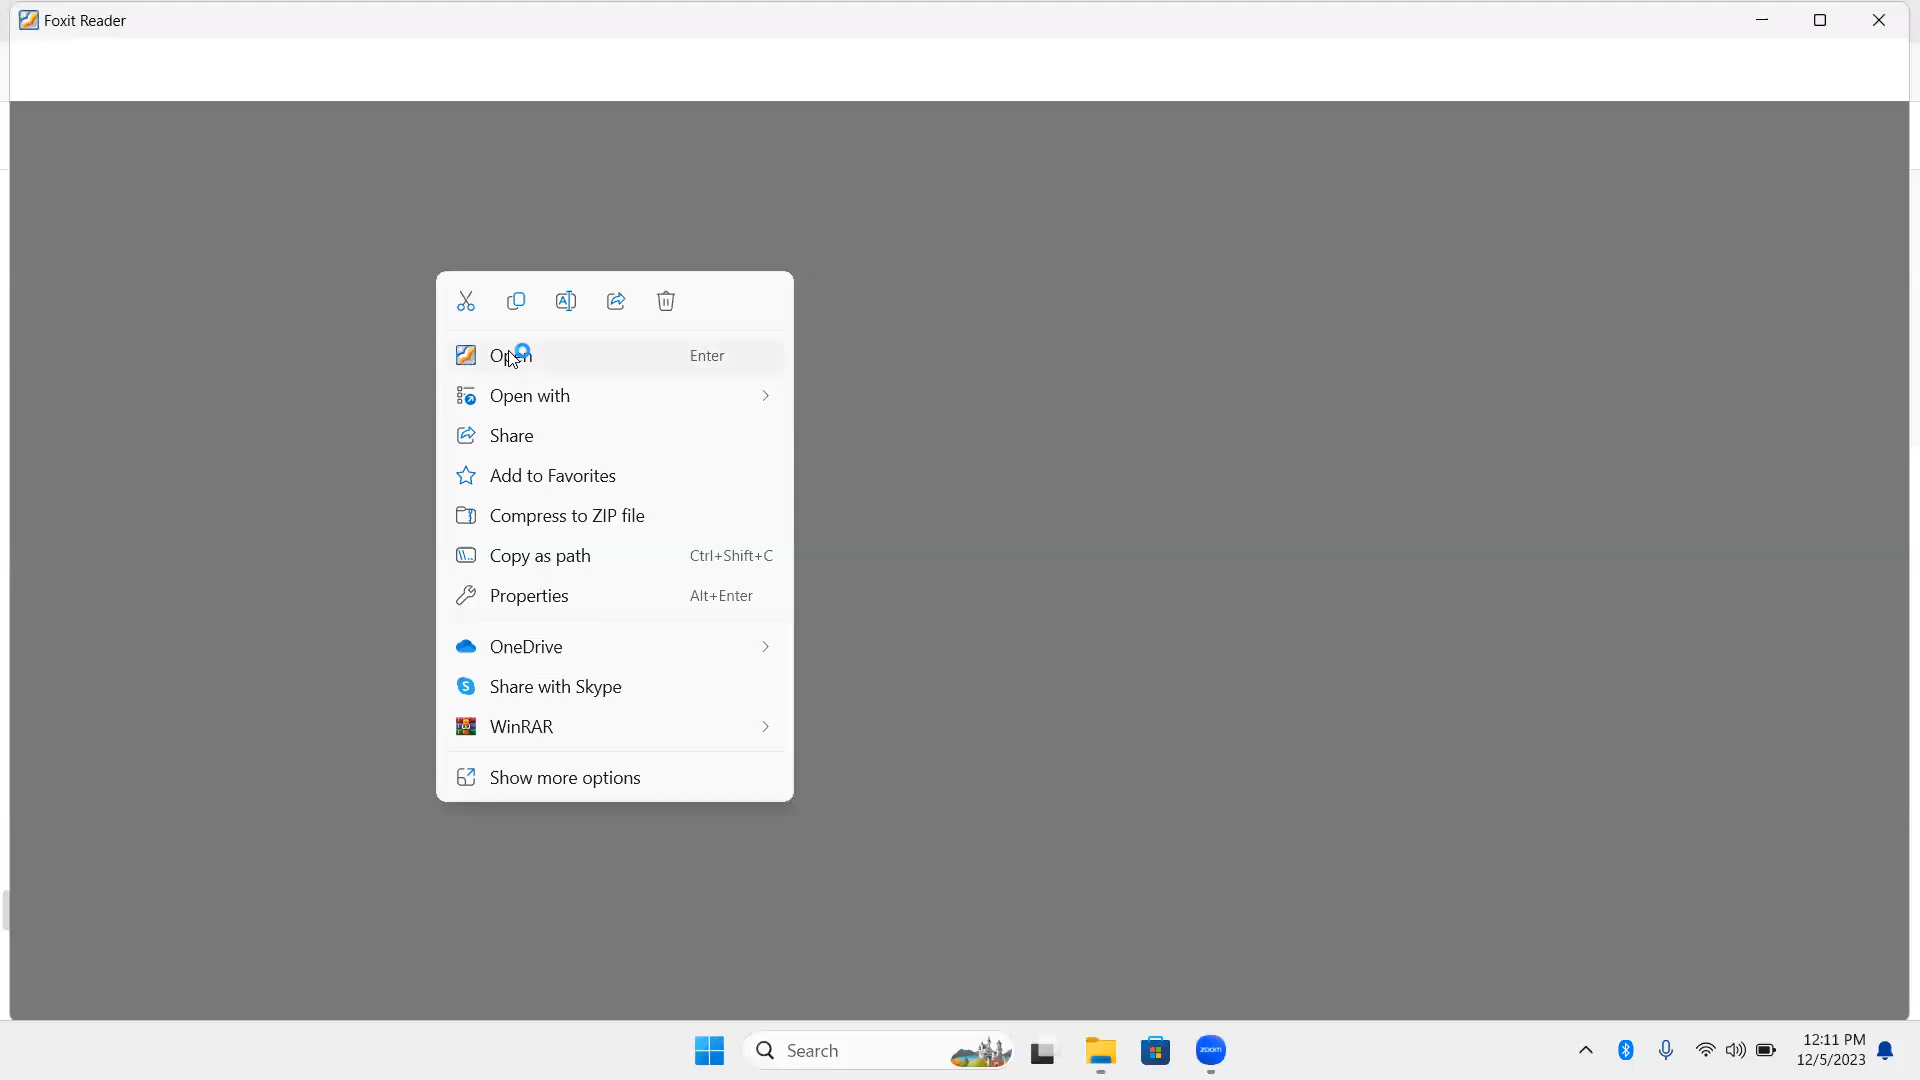 Foxit Reader
Open Enter
Open with
Share
Add to Favorites
Compress to ZIP file
Copy as path Ctrl+Shift+C
Properties Alt+Enter
OneDrive
Share with Skype
WinRAR
Show more options
Search
zoom
12:11 PM
12/5/2023